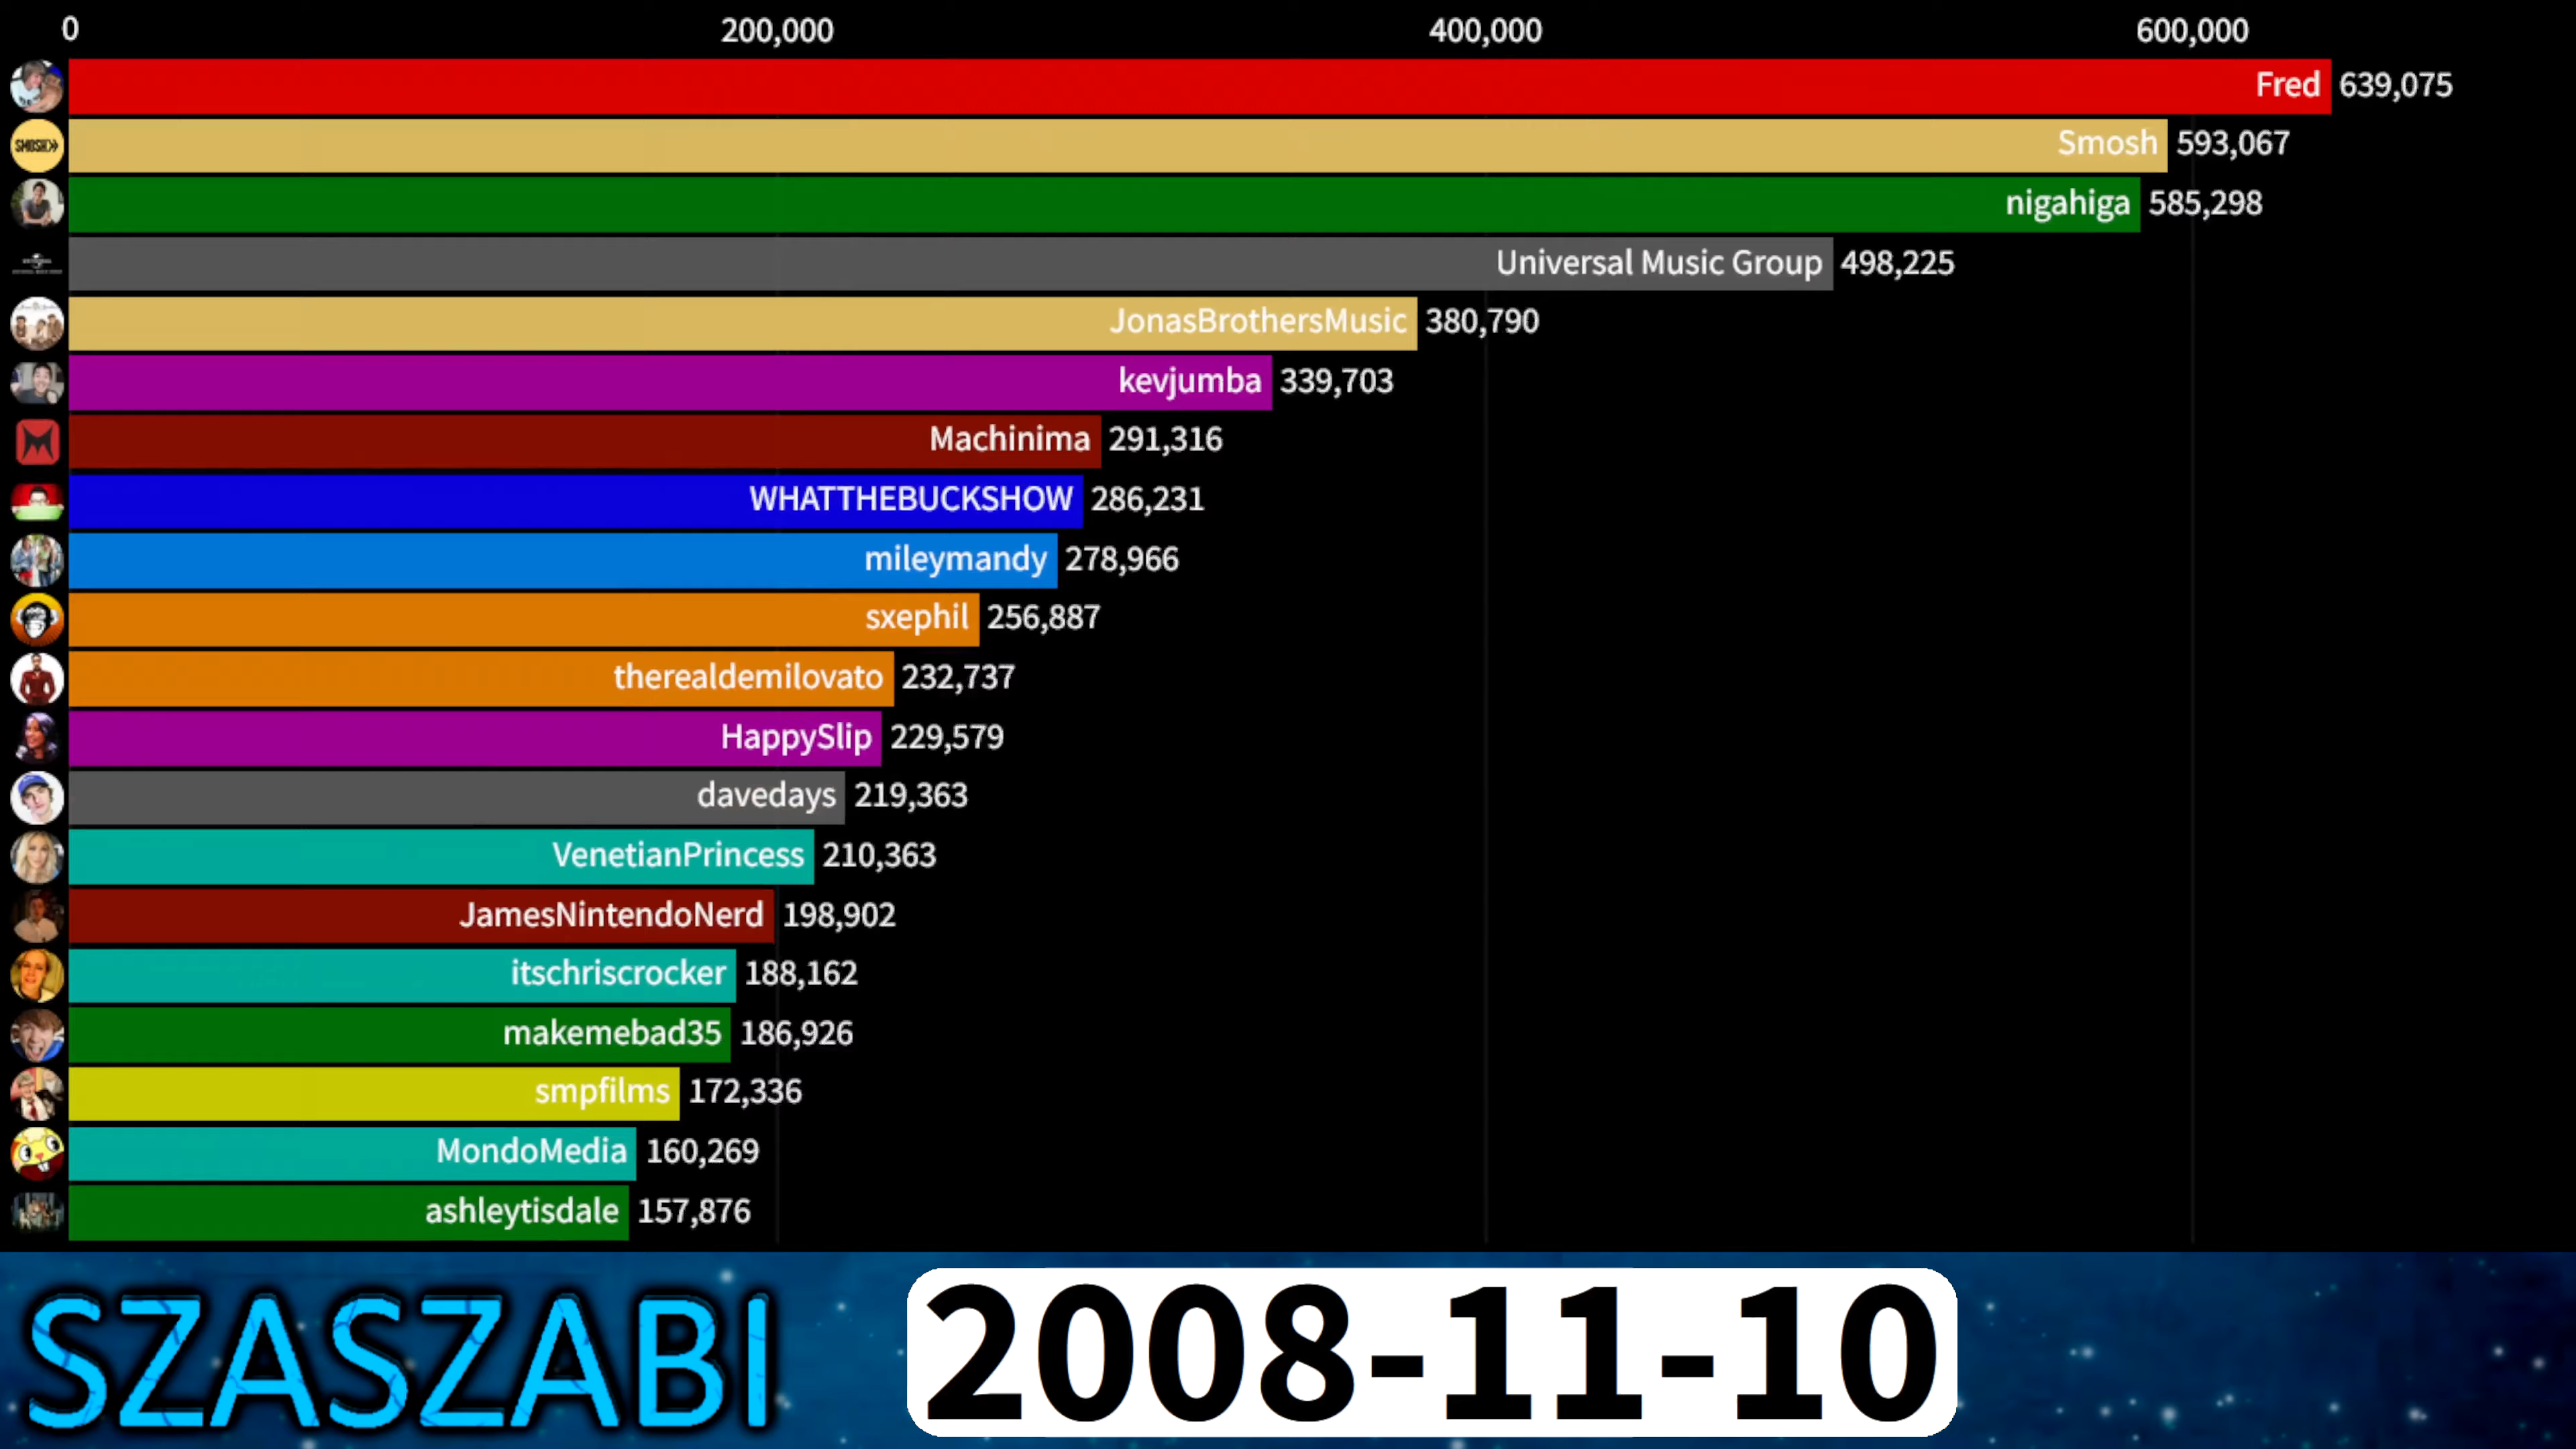 0 200,000 400,000 600,000
Fred 639,075
SMOSH
Smosh 593,067
nigahiga 585,298
Universal Music Group 498,225
JonasBrothersMusic 380,790
kevjumba 339,703
Machinima 291,316
WHATTHEBUCKSHOW 286,231
mileymandy 278,966
sxephil 256,887
therealdemilovato 232,737
HappySlip 229,579
davedays 219,363
VenetianPrincess 210,363
JamesNintendoNerd 198,902
itschriscrocker 188,162
makemebad35 186,926
smpfilms 172,336
MondoMedia 160,269
ashleytisdale 157,876
SZASZABI 2008-11-10